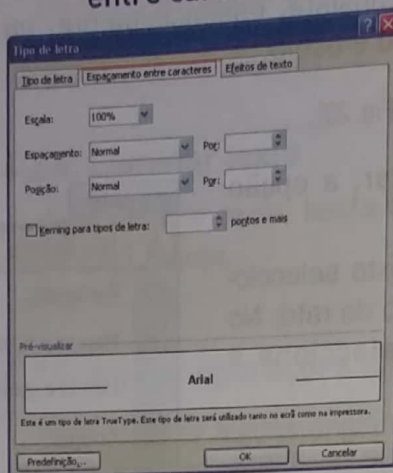 entre
Tipo de letra
Tipo de letra Espaçamento entre caracteres Efeitos de texto
Escala: 100%
Espaçamento: Normal Por:
Posição: Normal Por:
Kerning para tipos de letra: pontos e mais
Pré-visualizar
Arial
Este é um tipo de letra TrueType. Este tipo de letra será utilizado tanto no ecrã como na impressora.
Predefinição... OK Cancelar